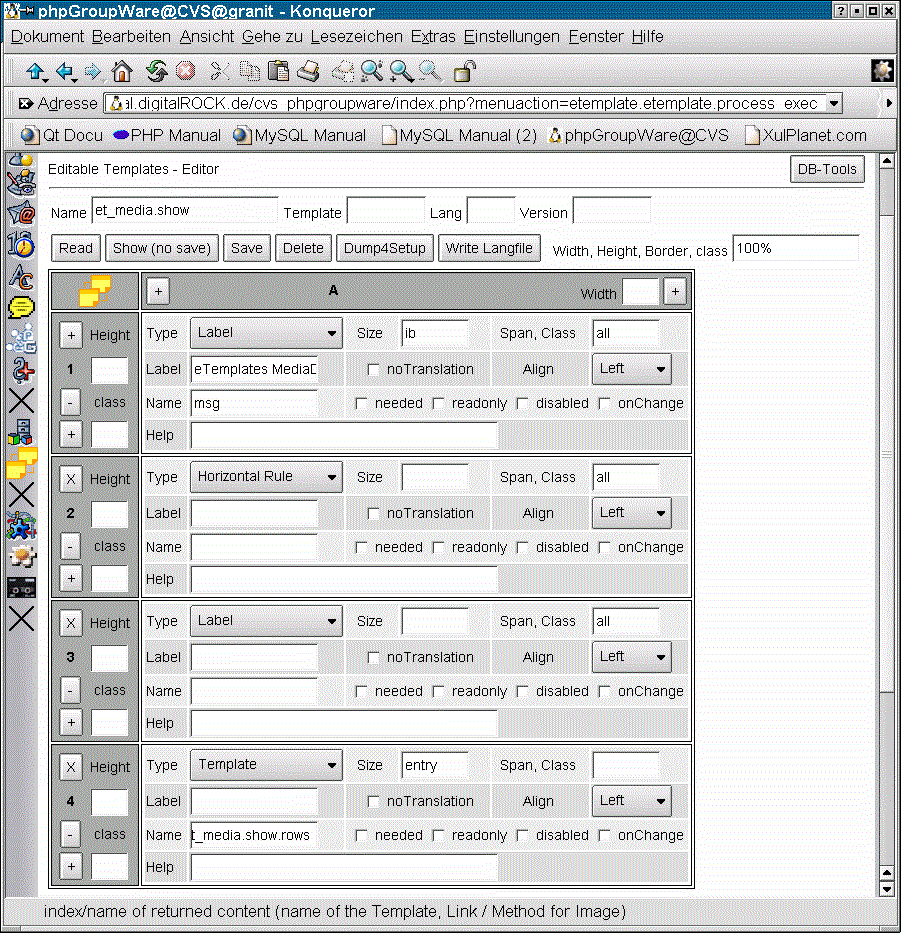 phpGroupWare@CVS@granit - Konqueror
Dokument Bearbeiten Ansicht Gehe zu Lesezeichen Extras Einstellungen Fenster Hilfe
Adresse al.digitalROCK.de/cvs_phpgroupware/index.php?menuaction=etemplate.etemplate.process_exec
Qt Docu PHP Manual MySQL Manual MySQL Manual (2) phpGroupWare@CVS XulPlanet.com
Editable Templates - Editor DB-Tools
Name et_media.show Template Lang Version
Read Show (no save) Save Delete Dump4Setup Write Langfile Width, Height, Border, class 100%
+ A Width +
+ Height Type Label Size ib Span, Class all
1 Label eTemplates MediaD noTranslation Align Left
- class Name msg needed readonly disabled onChange
+ Help
X Height Type Horizontal Rule Size Span, Class all
2 Label noTranslation Align Left
- class Name needed readonly disabled onChange
+ Help
X Height Type Label Size Span, Class all
3 Label noTranslation Align Left
- class Name needed readonly disabled onChange
+ Help
X Height Type Template Size entry Span, Class
4 Label noTranslation Align Left
- class Name t_media.show.rows needed readonly disabled onChange
+ Help
index/name of returned content (name of the Template, Link / Method for Image)